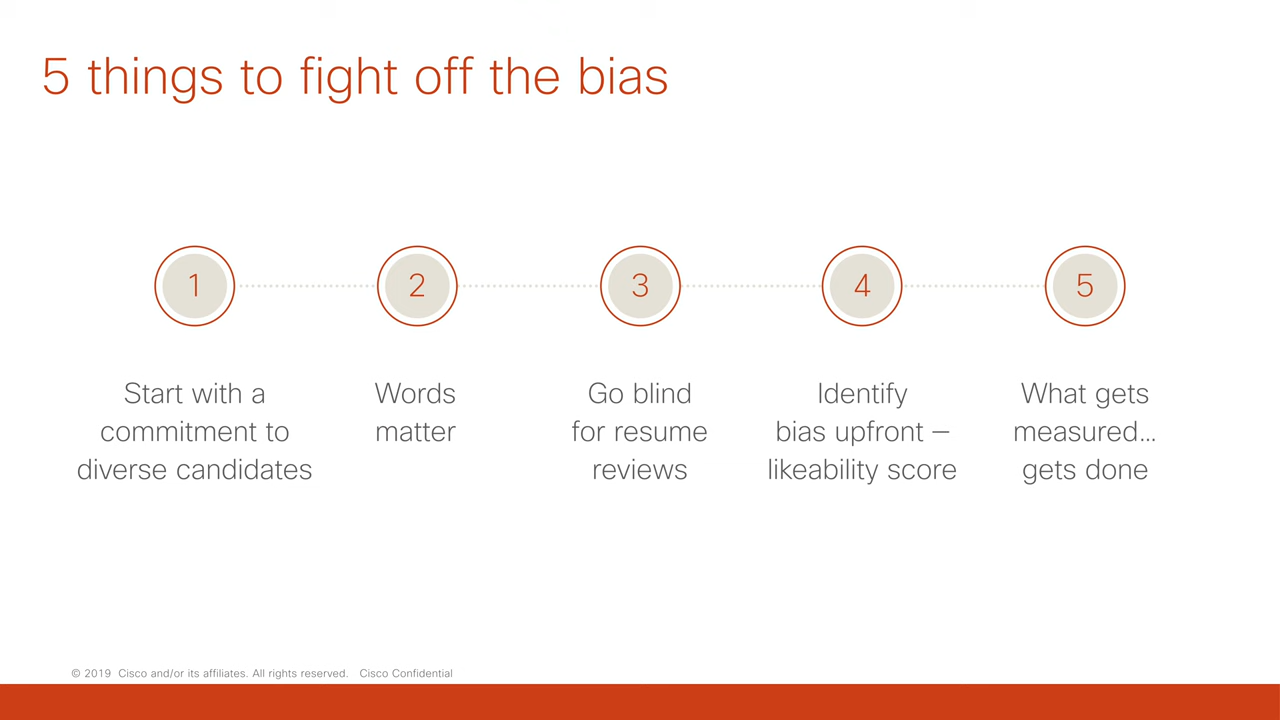 5 things to fight off the bias
1
2
3
4
5
Start with a
commitment to
diverse candidates
Words
matter
Go blind
for resume
reviews
Identify
bias upfront –
likeability score
What gets
measured...
gets done
© 2019 Cisco and/or its affiliates. All rights reserved. Cisco Confidential